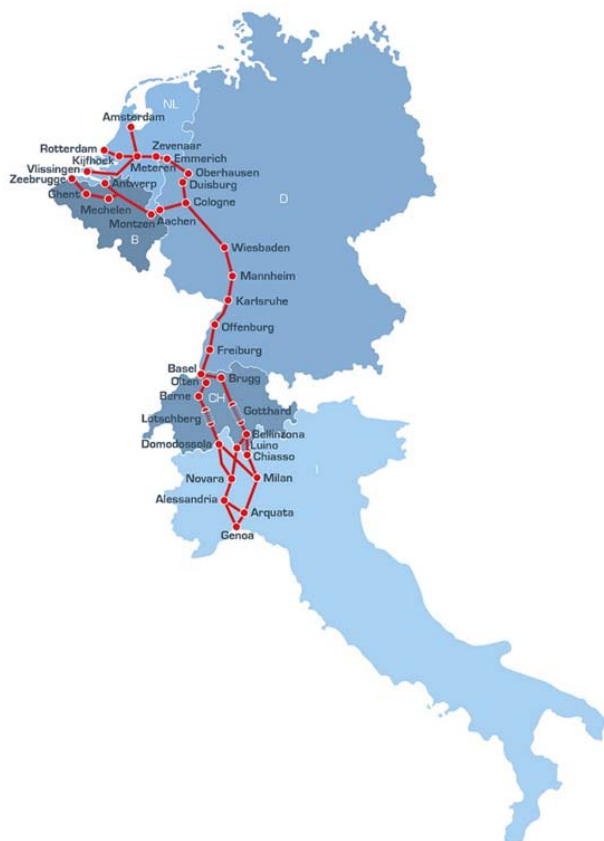 NL
Amsterdam
Rotterdam
Zevenaar
Kijfhoek
Emmerich
Vlissingen
Meteren
Oberhausen
Zeebrugge
Antwerp
Duisburg
Ghent
D
Cologne
Mechelen
Aachen
Montzen
B
Wiesbaden
Mannheim
Karlsruhe
Offenburg
Freiburg
Basel
Brugg
Olten
Berne
CH
Lötschberg
Gotthard
Bellinzona
Domodossola
Luino
Chiasso
I
Novara
Milan
Alessandria
Arquata
Genoa